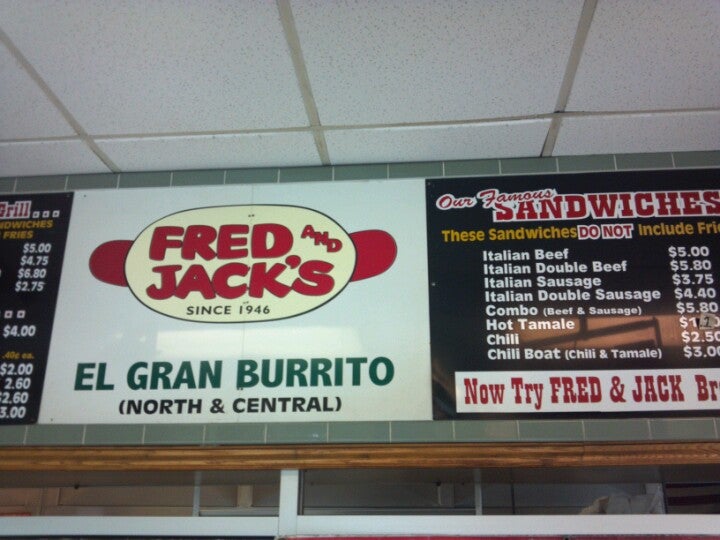 Grill...
NDWICHES
FRIES
$5.00
$4.75
$6.80
$2.75
$4.00
.40¢ ea.
$2.00
2.60
$2.60
3.00
FRED AND
JACK'S
SINCE 1946
EL GRAN BURRITO
(NORTH & CENTRAL)
Our Famous
SANDWICHES
These Sandwiches DO NOT Include Frie
Italian Beef $5.00
Italian Double Beef $5.80
Italian Sausage $3.75
Italian Double Sausage $4.40
Combo (Beef & Sausage) $5.80
Hot Tamale
Chili $2.50
Chili Boat (Chili & Tamale) $3.00
Now Try FRED & JACK Br